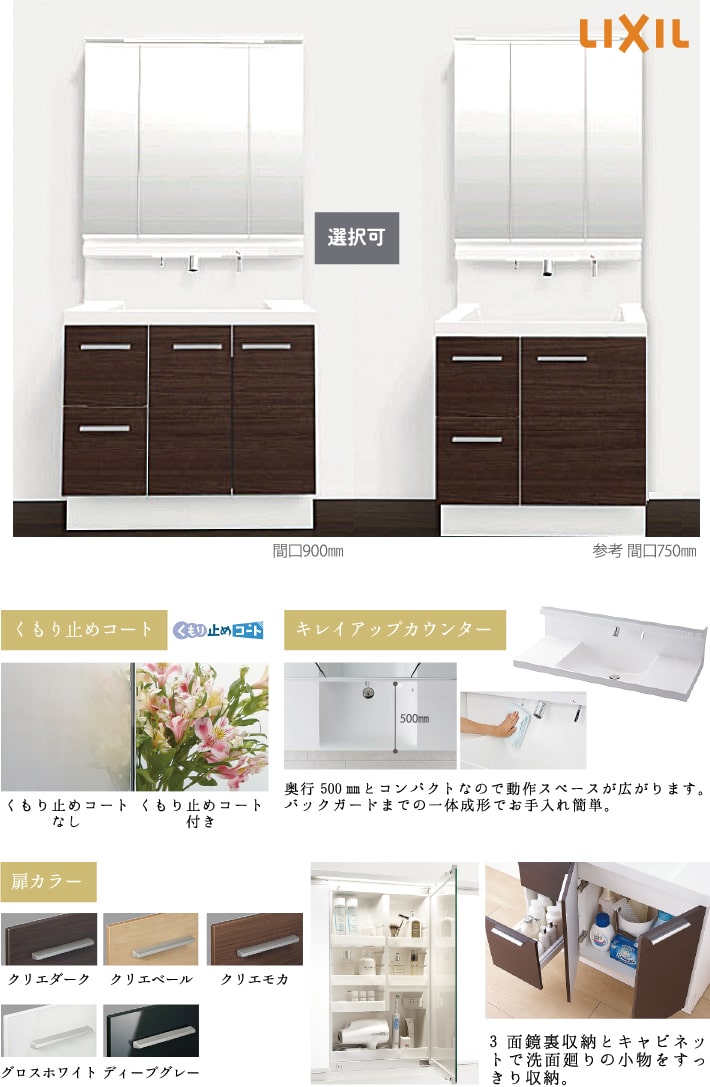 LIXIL
選択可
間口900㎜
参考 間口750㎜
くもり止めコート
くもり止めコート
キレイアップカウンター
500㎜
くもり止めコート
なし
くもり止めコート
付き
奥行 500 ㎜とコンパクトなので動作スペースが広がります。
バックガードまでの一体成形でお手入れ簡単。
扉カラー
クリエダーク
クリエベール
クリエモカ
グロスホワイト
ディープグレー
3 面鏡裏収納とキャビネッ
トで洗面廻りの小物をすっ
きり収納。